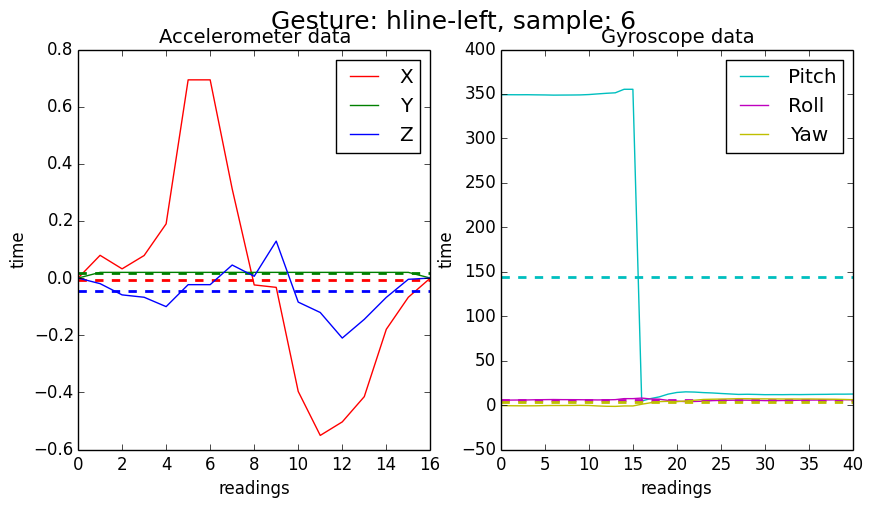 Gesture: hline-left, sample: 6
Accelerometer data
0.8
0.6
0.4
0.2
0.0
−0.2
−0.4
−0.6
time
0 2 4 6 8 10 12 14 16
readings
X
Y
Z
Gyroscope data
400
350
300
250
200
150
100
50
0
−50
time
0 5 10 15 20 25 30 35 40
readings
Pitch
Roll
Yaw